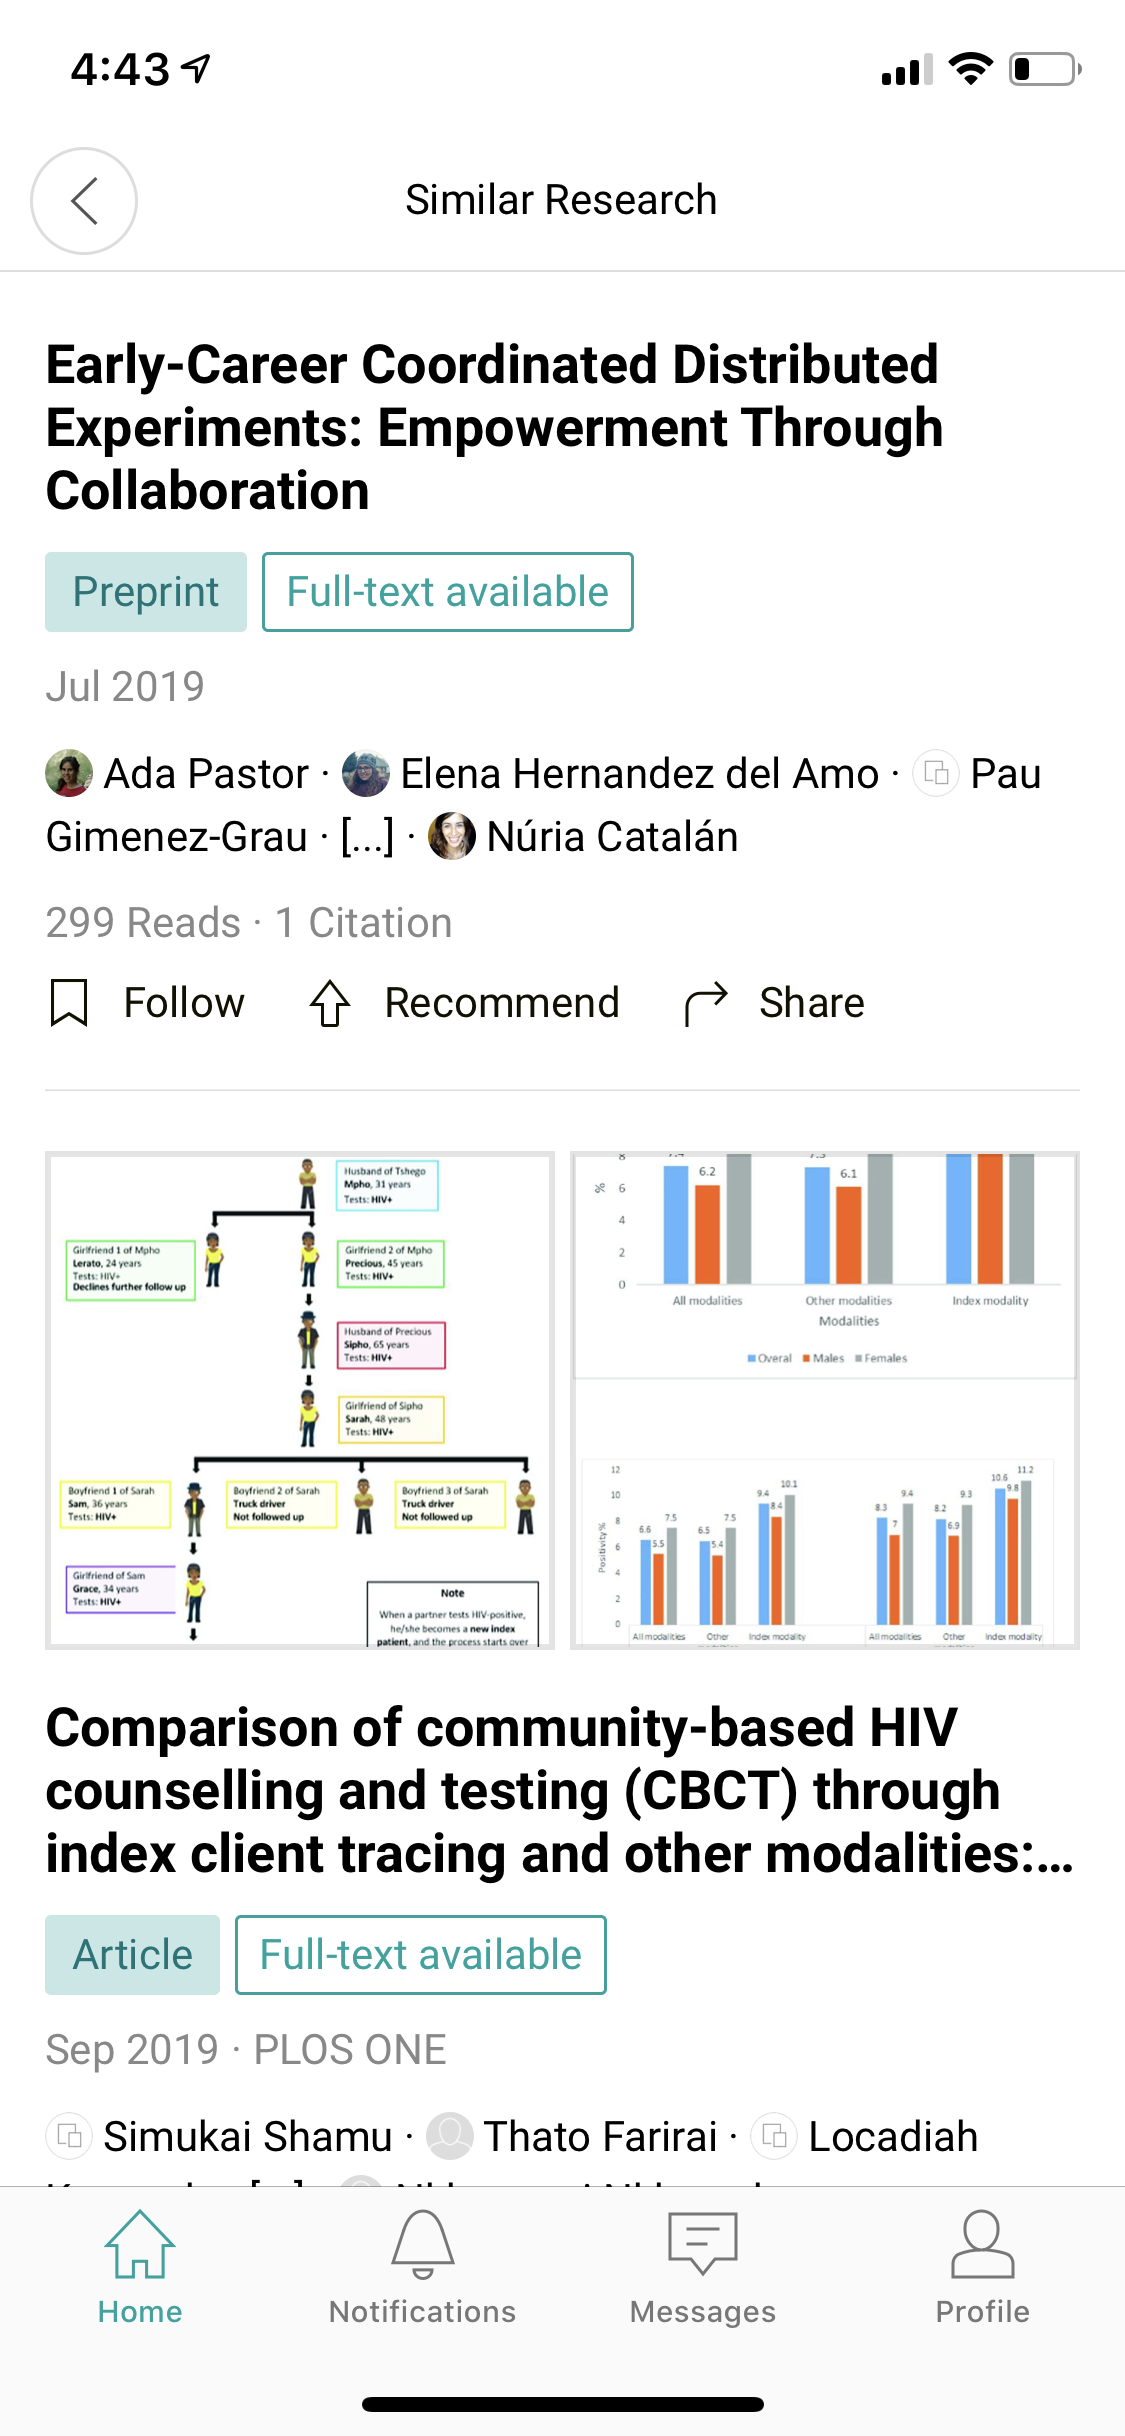 4:43
Similar Research
Early-Career Coordinated Distributed
Experiments: Empowerment Through
Collaboration
Preprint
Full-text available
Jul 2019
Ada Pastor · Elena Hernandez del Amo · Pau
Gimenez-Grau · [...] · Núria Catalán
299 Reads · 1 Citation
Follow
Recommend
Share
Husband of Tshego
Mpho, 31 years
Tests: HIV+
Girlfriend 1 of Mpho
Lerato, 24 years
Tests: HIV+
Declines further follow up
Girlfriend 2 of Mpho
Precious, 45 years
Tests: HIV+
Husband of Precious
Sipho, 65 years
Tests: HIV+
Girlfriend of Sipho
Sarah, 48 years
Tests: HIV+
Boyfriend 1 of Sarah
Sam, 36 years
Tests: HIV+
Boyfriend 2 of Sarah
Truck driver
Not followed up
Boyfriend 3 of Sarah
Truck driver
Not followed up
Girlfriend of Sam
Grace, 34 years
Tests: HIV+
Note
When a partner tests HIV-positive,
he/she becomes a new index
patient, and the process starts over
8
6.2
6.1
%
6
4
2
0
All modalities
Other modalities
Index modality
Modalities
Overal
Males
Females
12
10
8
6
4
2
0
Positivity%
6.6
5.5
7.5
6.5
5.4
7.5
9.4
8.4
10.1
8.3
7
9.4
8.2
6.9
9.3
10.6
9.8
11.2
All modalities
Other
Index modality
All modalities
Other
Index modality
Comparison of community-based HIV
counselling and testing (CBCT) through
index client tracing and other modalities:...
Article
Full-text available
Sep 2019 · PLOS ONE
Simukai Shamu · Thato Farirai · Locadiah
Home
Notifications
Messages
Profile